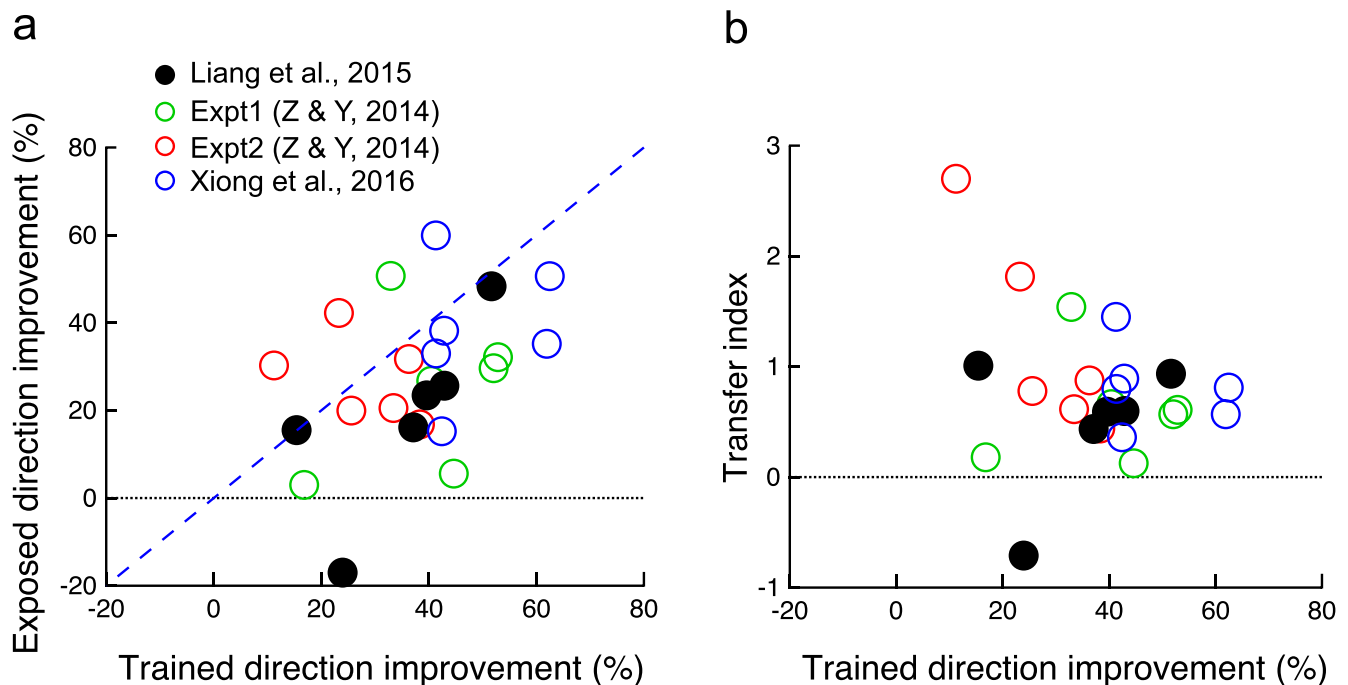 a
Liang et al., 2015
Expt1 (Z & Y, 2014)
Expt2 (Z & Y, 2014)
Xiong et al., 2016
Exposed direction improvement (%)
80
60
40
20
0
-20
-20 0 20 40 60 80
Trained direction improvement (%)
b
Transfer index
3
2
1
0
-1
-20 0 20 40 60 80
Trained direction improvement (%)